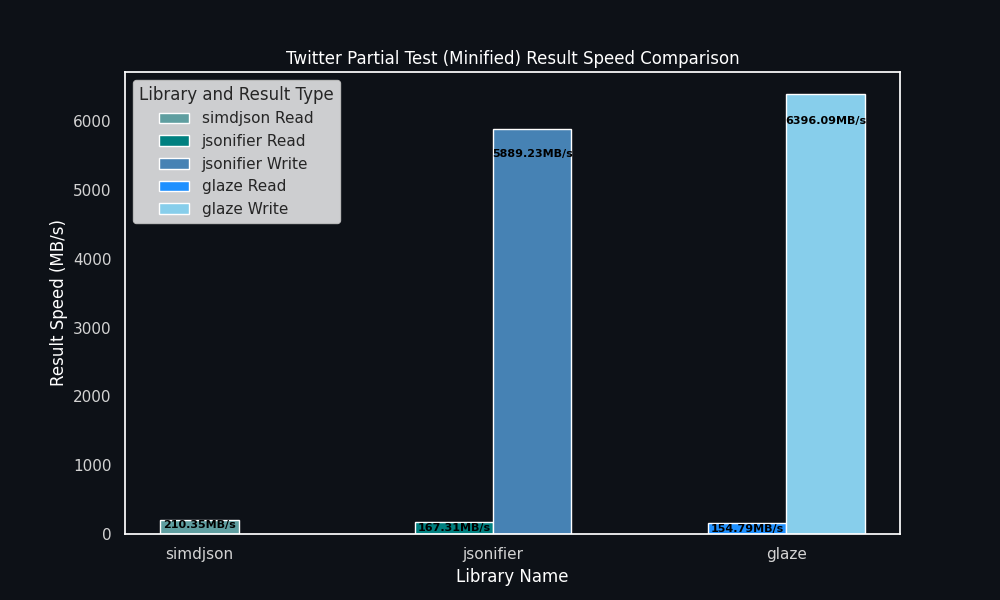 Twitter Partial Test (Minified) Result Speed Comparison
Library and Result Type
simdjson Read
jsonifier Read
jsonifier Write
glaze Read
glaze Write
Result Speed (MB/s)
6000
5000
4000
3000
2000
1000
0
210.35MB/s
167.31MB/s
5889.23MB/s
154.79MB/s
6396.09MB/s
simdjson
jsonifier
glaze
Library Name